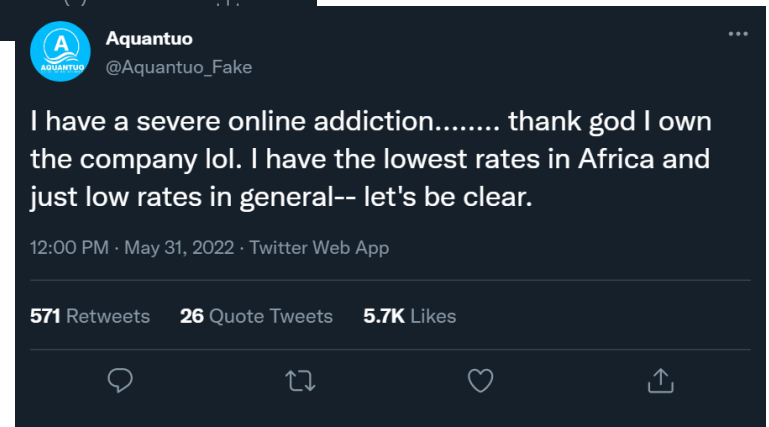 A
AQUANTUO
Aquantuo
@Aquantuo_Fake
I have a severe online addiction........ thank god I own
the company lol. I have the lowest rates in Africa and
just low rates in general-- let's be clear.
12:00 PM · May 31, 2022 · Twitter Web App
571 Retweets 26 Quote Tweets 5.7K Likes